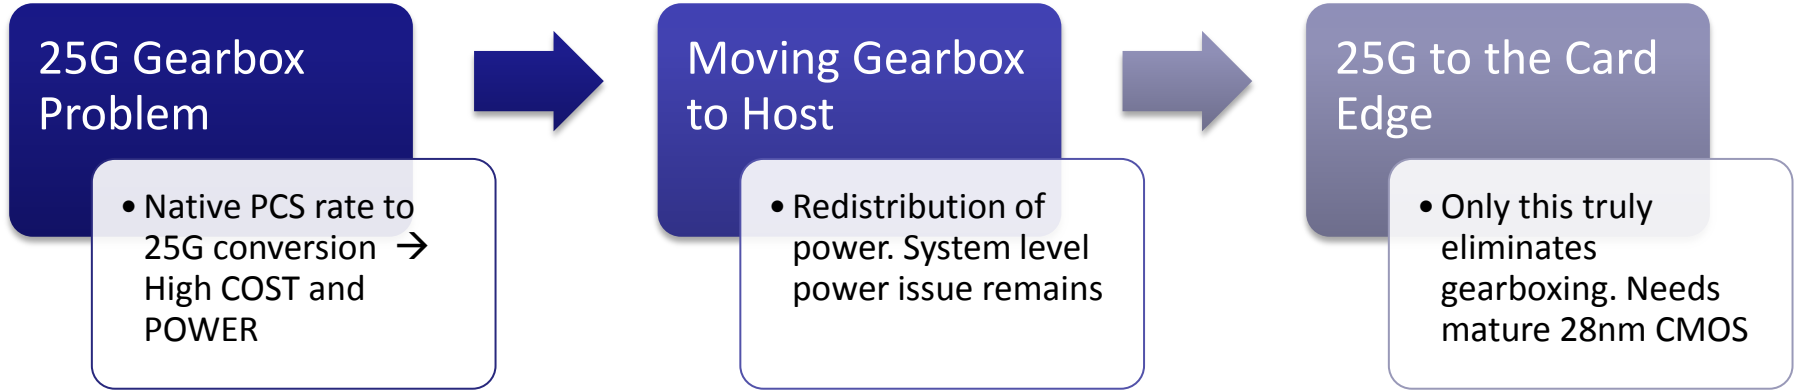 25G Gearbox
Problem
• Native PCS rate to
25G conversion →
High COST and
POWER
Moving Gearbox
to Host
• Redistribution of
power. System level
power issue remains
25G to the Card
Edge
• Only this truly
eliminates
gearboxing. Needs
mature 28nm CMOS